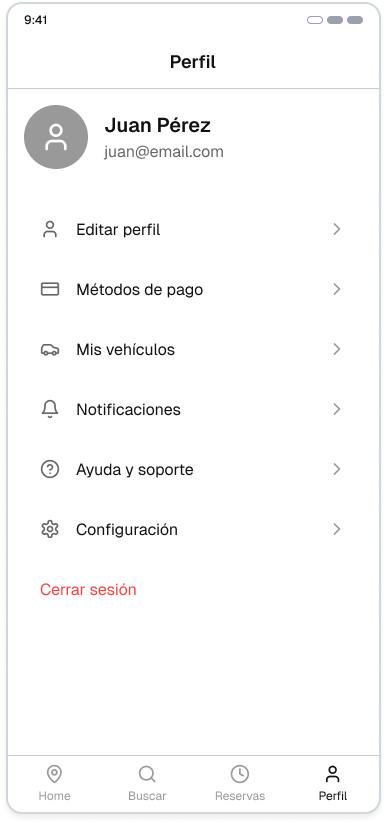 9:41
Perfil
Juan Pérez
juan@email.com
Editar perfil
Métodos de pago
Mis vehículos
Notificaciones
Ayuda y soporte
Configuración
Cerrar sesión
Home
Buscar
Reservas
Perfil